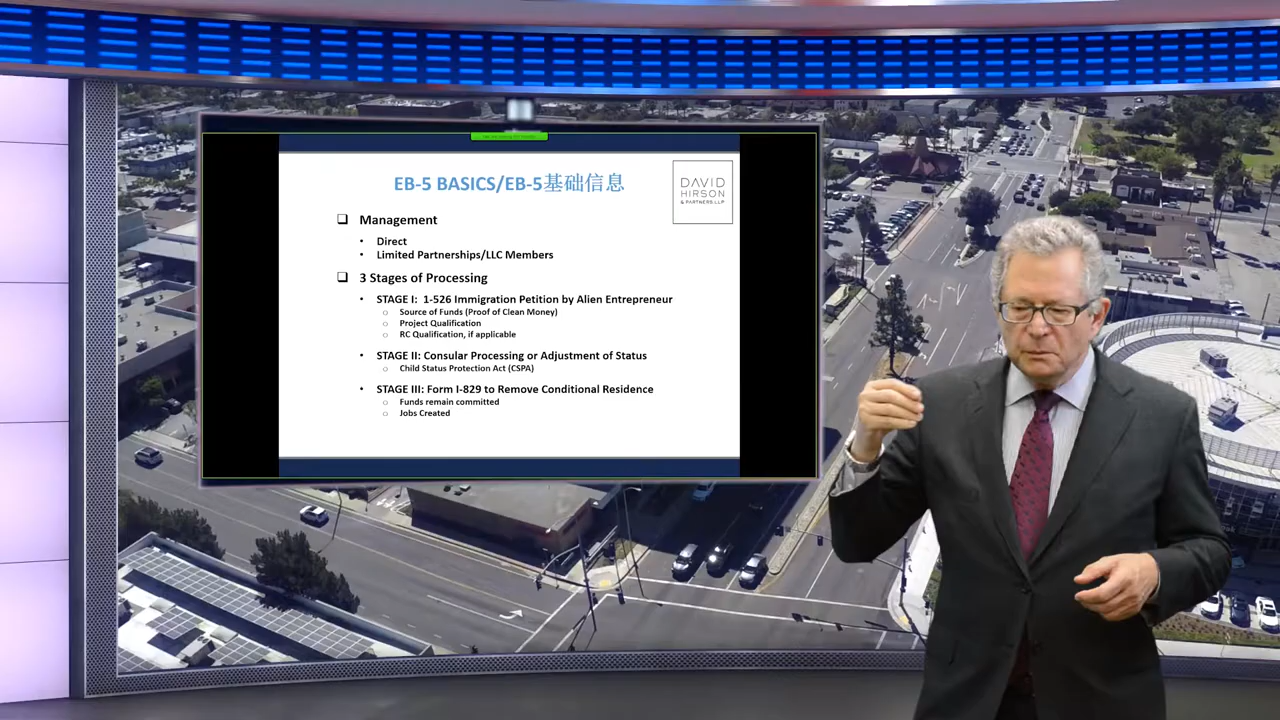 EB-5 BASICS/EB-5基础信息
DAVID
HIRSON
& PARTNERS, LLP
❑ Management
• Direct
• Limited Partnerships/LLC Members
❑ 3 Stages of Processing
• STAGE I: 1-526 Immigration Petition by Alien Entrepreneur
○ Source of Funds (Proof of Clean Money)
○ Project Qualification
○ RC Qualification, if applicable
• STAGE II: Consular Processing or Adjustment of Status
○ Child Status Protection Act (CSPA)
• STAGE III: Form I-829 to Remove Conditional Residence
○ Funds remain committed
○ Jobs Created